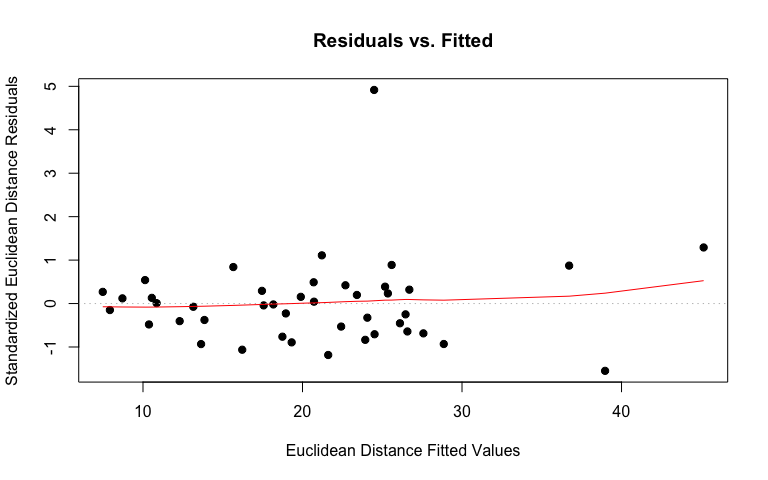 Residuals vs. Fitted
Standardized Euclidean Distance Residuals
5
4
3
2
1
0
-1
10 20 30 40
Euclidean Distance Fitted Values